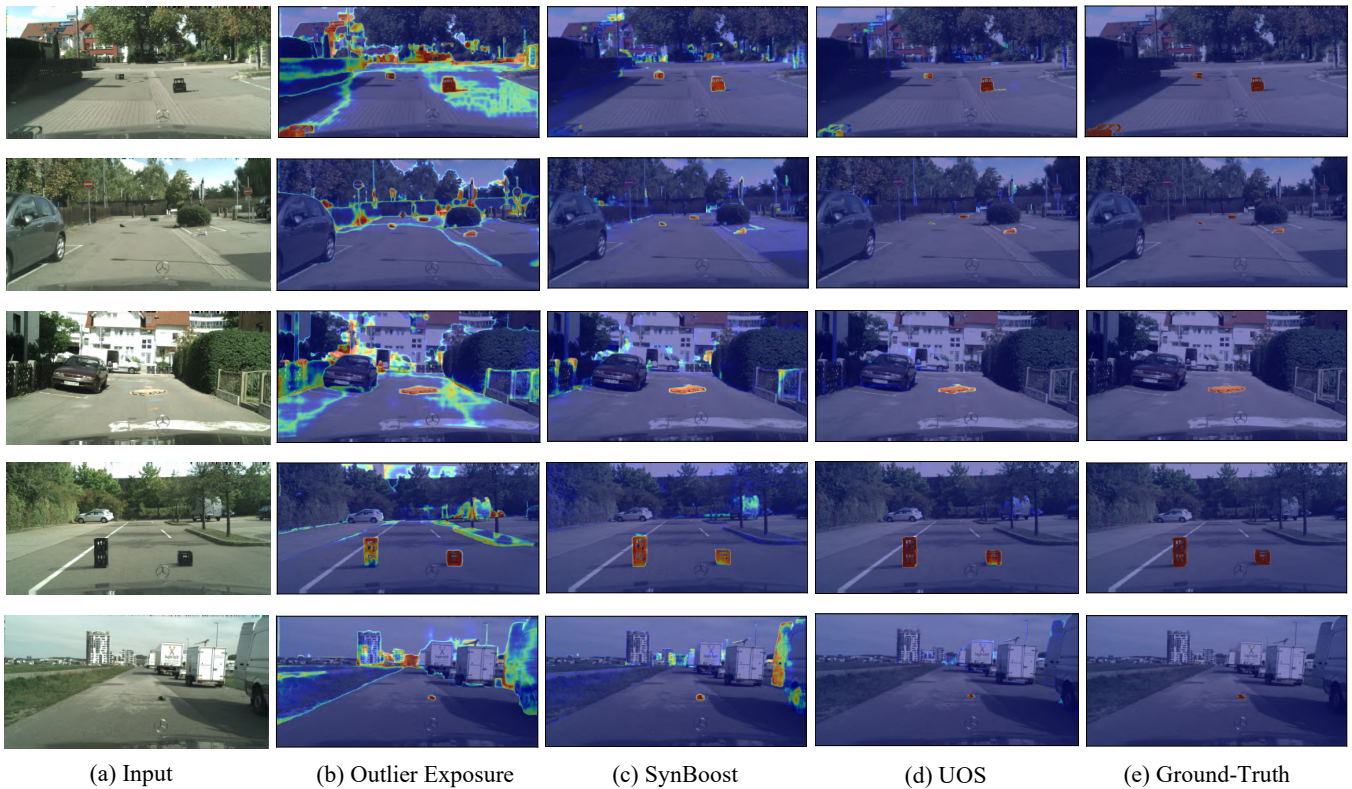 (a) Input
(b) Outlier Exposure
(c) SynBoost
(d) UOS
(e) Ground-Truth